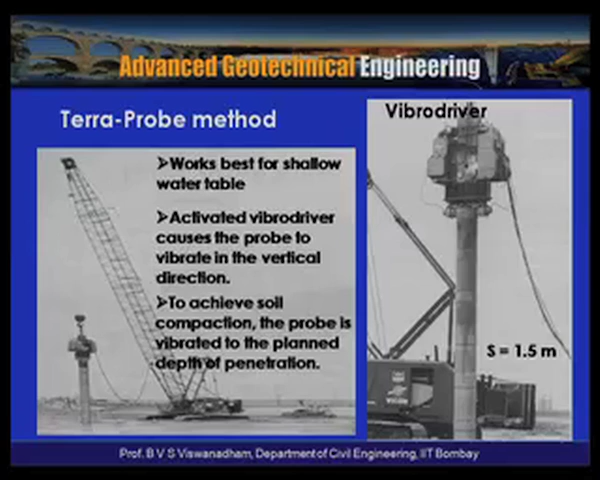 Advanced Geotechnical Engineering
Terra-Probe method
Vibrodriver
➢Works best for shallow
water table
➢Activated vibrodriver
causes the probe to
vibrate in the vertical
direction.
➢To achieve soil
compaction, the probe is
vibrated to the planned
depth of penetration.
S = 1.5 m
Prof. B V S Viswanadham, Department of Civil Engineering, IIT Bombay